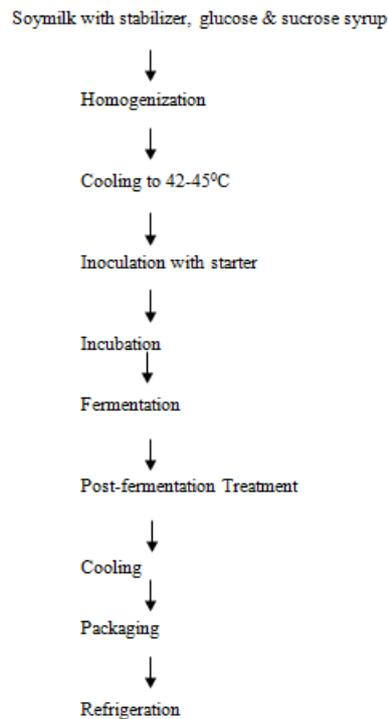 Soymilk with stabilizer, glucose & sucrose syrup
Homogenization
Cooling to 42-45⁰C
Inoculation with starter
Incubation
Fermentation
Post-fermentation Treatment
Cooling
Packaging
Refrigeration